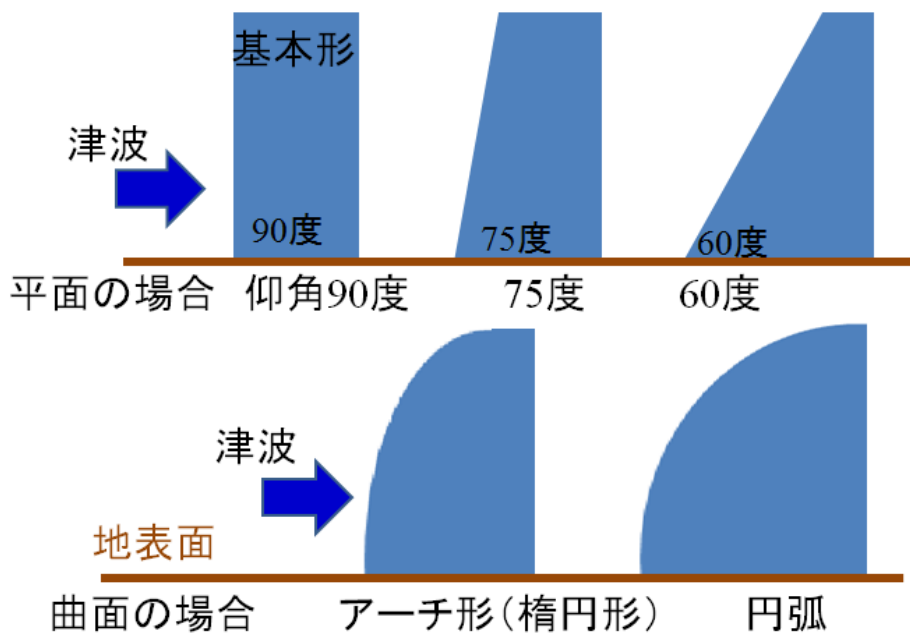 基本形
津波
90度
75度
60度
平面の場合 仰角90度 75度 60度
津波
地表面
曲面の場合 アーチ形(楕円形) 円弧